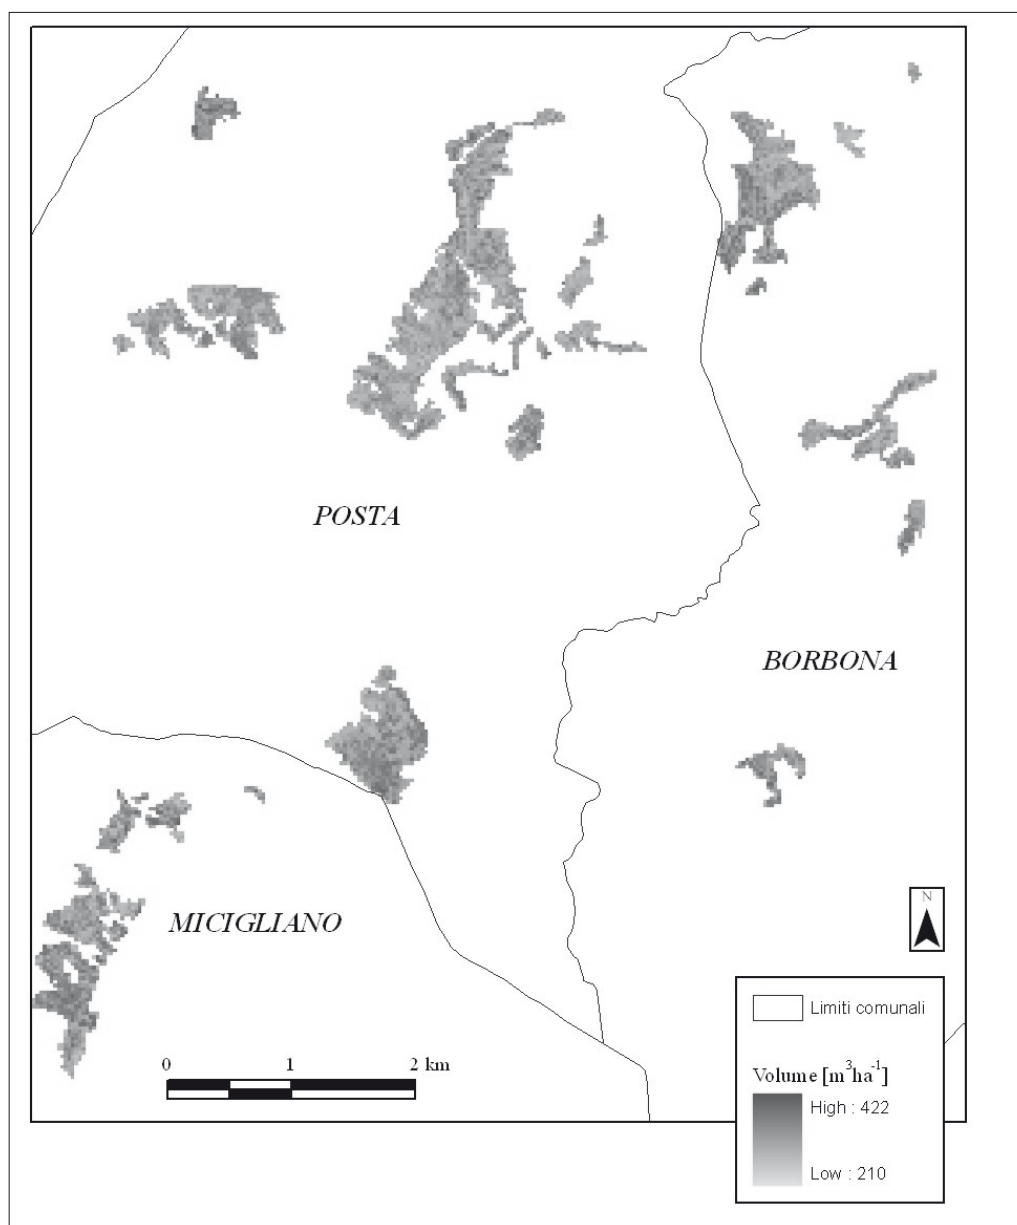 POSTA
BORBONA
MICIGLIANO
N
0 1 2 km
Limiti comunali
Volume [m³ha⁻¹]
High : 422
Low : 210